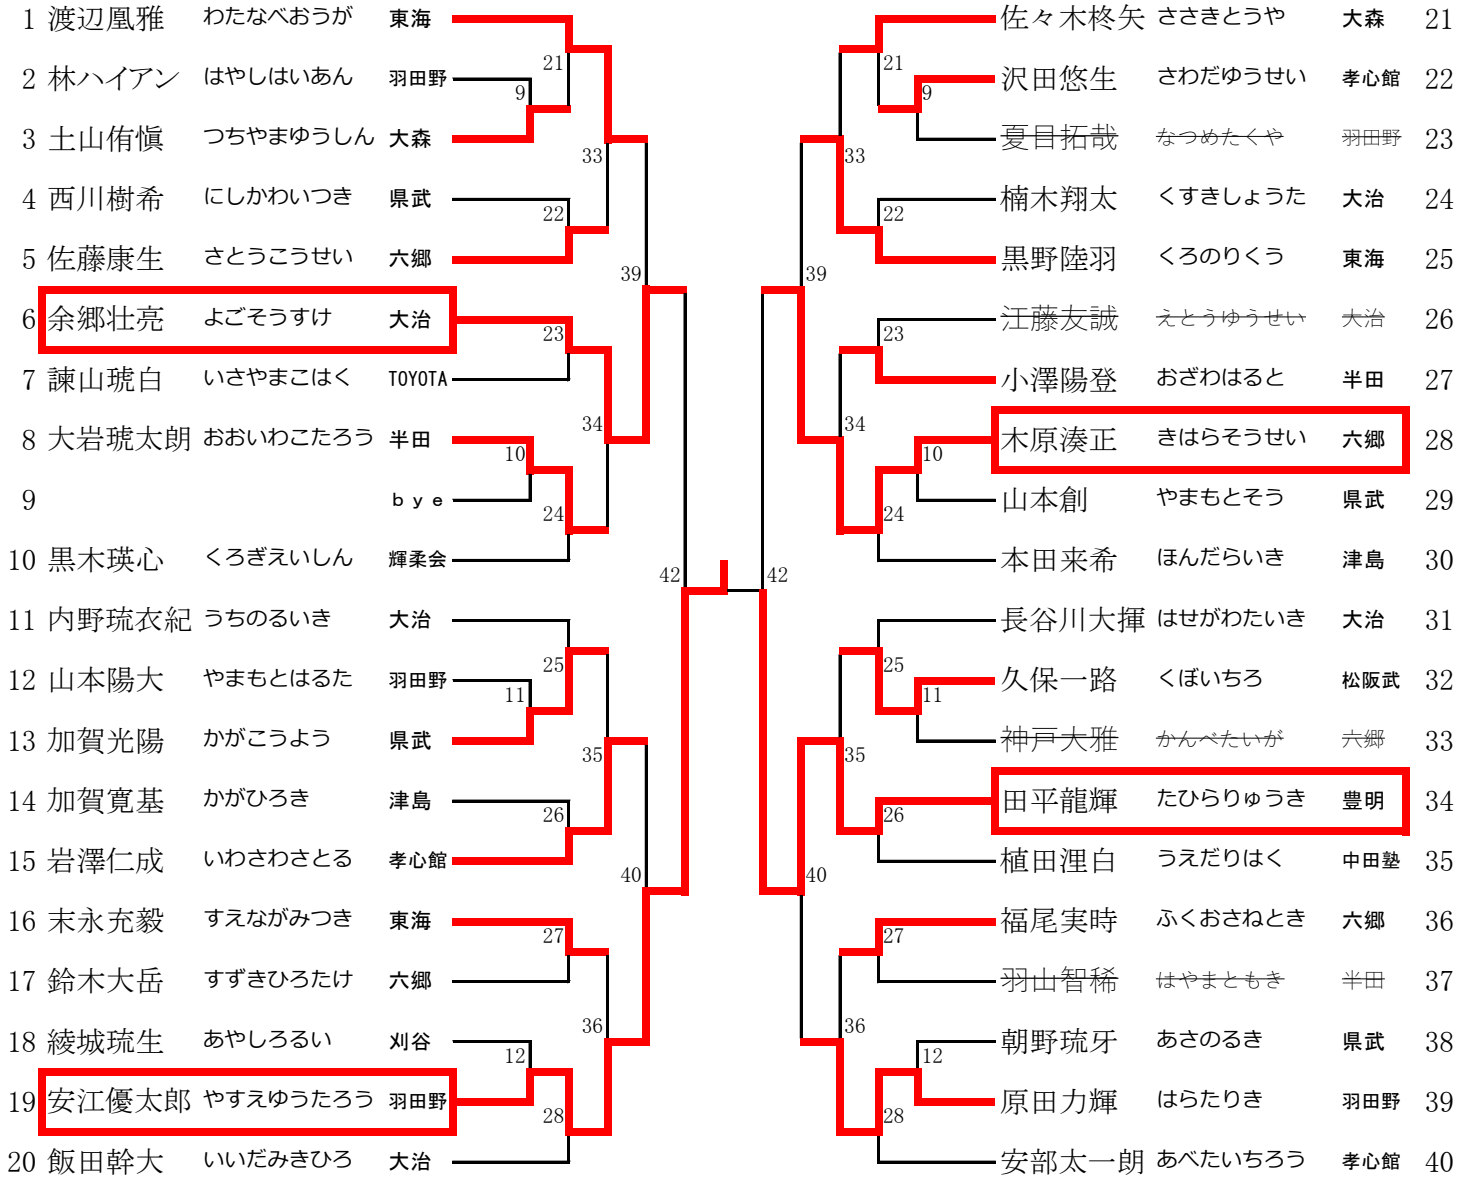 1 渡辺凰雅 わたなべおうが 東海
2 林ハイアン はやしはいあん 羽田野
3 土山侑愼 つちやまゆうしん 大森
4 西川樹希 にしかわいつき 県武
5 佐藤康生 さとうこうせい 六郷
6 余郷壮亮 よごそうすけ 大治
7 諫山琥白 いさやまこはく TOYOTA
8 大岩琥太朗 おおいわこたろう 半田
9 bye
10 黒木瑛心 くろぎえいしん 輝柔会
11 内野琉衣紀 うちのるいき 大治
12 山本陽大 やまもとはるた 羽田野
13 加賀光陽 かがこうよう 県武
14 加賀寛基 かがひろき 津島
15 岩澤仁成 いわさわさとる 孝心館
16 末永充毅 すえながみつき 東海
17 鈴木大岳 すずきひろたけ 六郷
18 綾城琉生 あやしろるい 刈谷
19 安江優太郎 やすえゆうたろう 羽田野
20 飯田幹大 いいだみきひろ 大治
21
9
33
22
39
23
34
10
24
42
25
11
35
26
40
27
36
12
28
21
9
33
22
39
23
34
10
24
42
25
11
35
26
40
27
36
12
28
佐々木柊矢 ささきとうや 大森 21
沢田悠生 さわだゆうせい 孝心館 22
夏目拓哉 なつめたくや 羽田野 23
楠木翔太 くすきしょうた 大治 24
黒野陸羽 くろのりくう 東海 25
江藤友誠 えとうゆうせい 大治 26
小澤陽登 おざわはると 半田 27
木原湊正 きはらそうせい 六郷 28
山本創 やまもとそう 県武 29
本田来希 ほんだらいき 津島 30
長谷川大揮 はせがわたいき 大治 31
久保一路 くぼいちろ 松阪武 32
神戸大雅 かんべたいが 六郷 33
田平龍輝 たひらりゅうき 豊明 34
植田浬白 うえだりはく 中田塾 35
福尾実時 ふくおさねとき 六郷 36
羽山智稀 はやまともき 半田 37
朝野琉牙 あさのるき 県武 38
原田力輝 はらたりき 羽田野 39
安部太一朗 あべたいちろう 孝心館 40